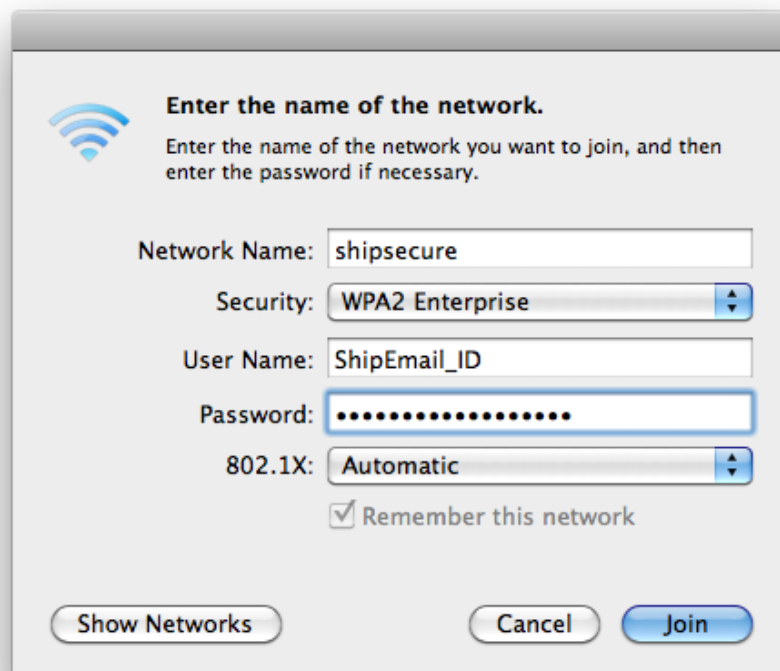 Enter the name of the network.
Enter the name of the network you want to join, and then
enter the password if necessary.
Network Name: shipsecure
Security: WPA2 Enterprise
User Name: ShipEmail_ID
Password: ••••••••••••••••••
802.1X: Automatic
Remember this network
Show Networks Cancel Join